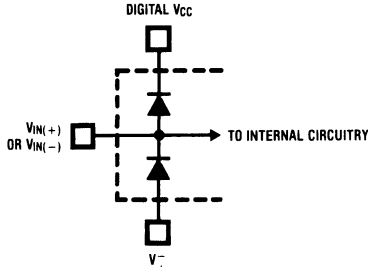 DIGITAL VCC
VIN(+)
OR VIN(−)
TO INTERNAL CIRCUITRY
V−